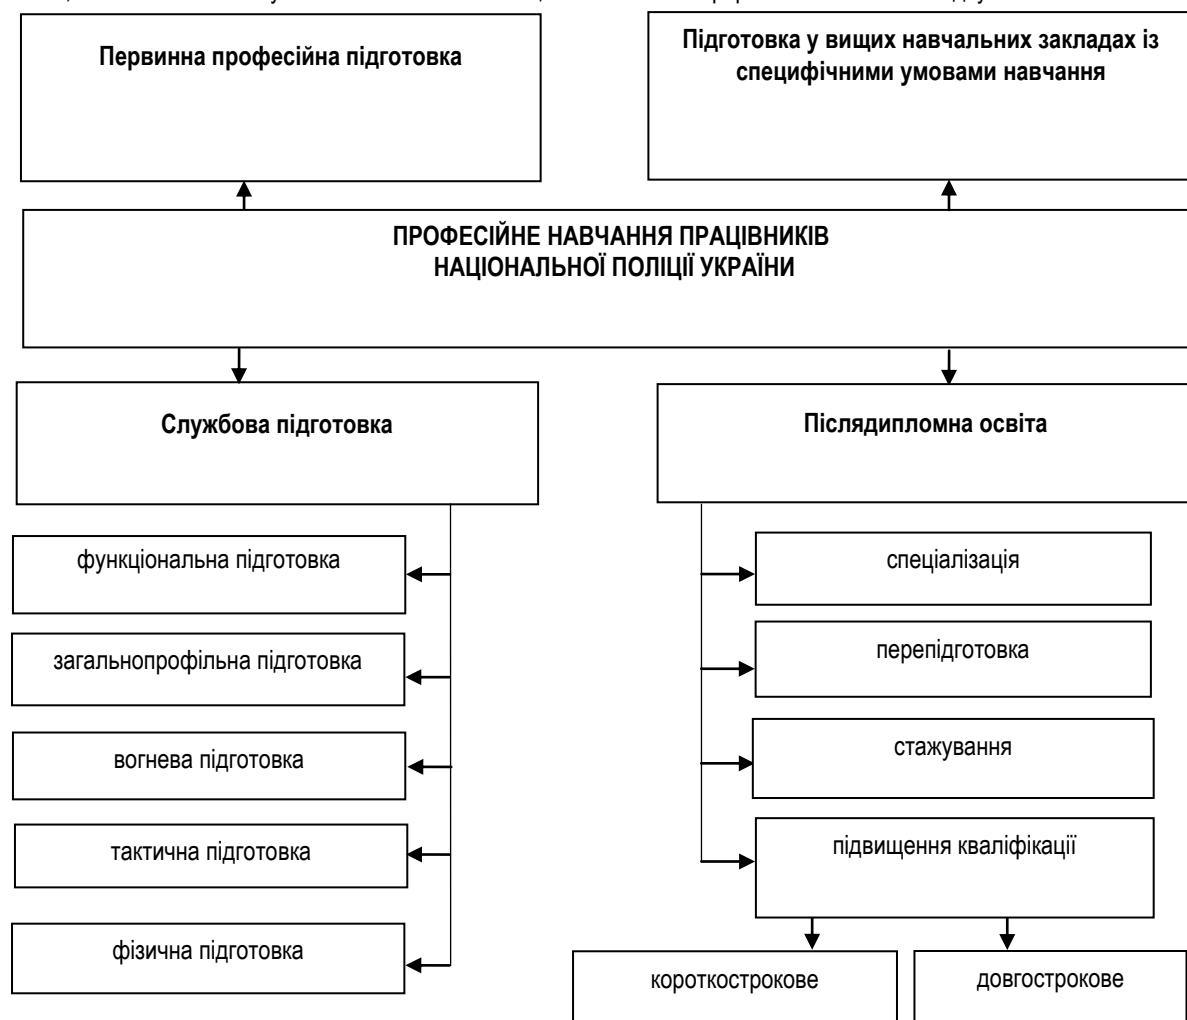 Первинна професійна підготовка
Підготовка у вищих навчальних закладах із
специфічними умовами навчання
ПРОФЕСІЙНЕ НАВЧАННЯ ПРАЦІВНИКІВ
НАЦІОНАЛЬНОЇ ПОЛІЦІЇ УКРАЇНИ
Службова підготовка
Післядипломна освіта
функціональна підготовка
спеціалізація
загальнопрофільна підготовка
перепідготовка
вогнева підготовка
стажування
тактична підготовка
підвищення кваліфікації
фізична підготовка
короткострокове
довгострокове